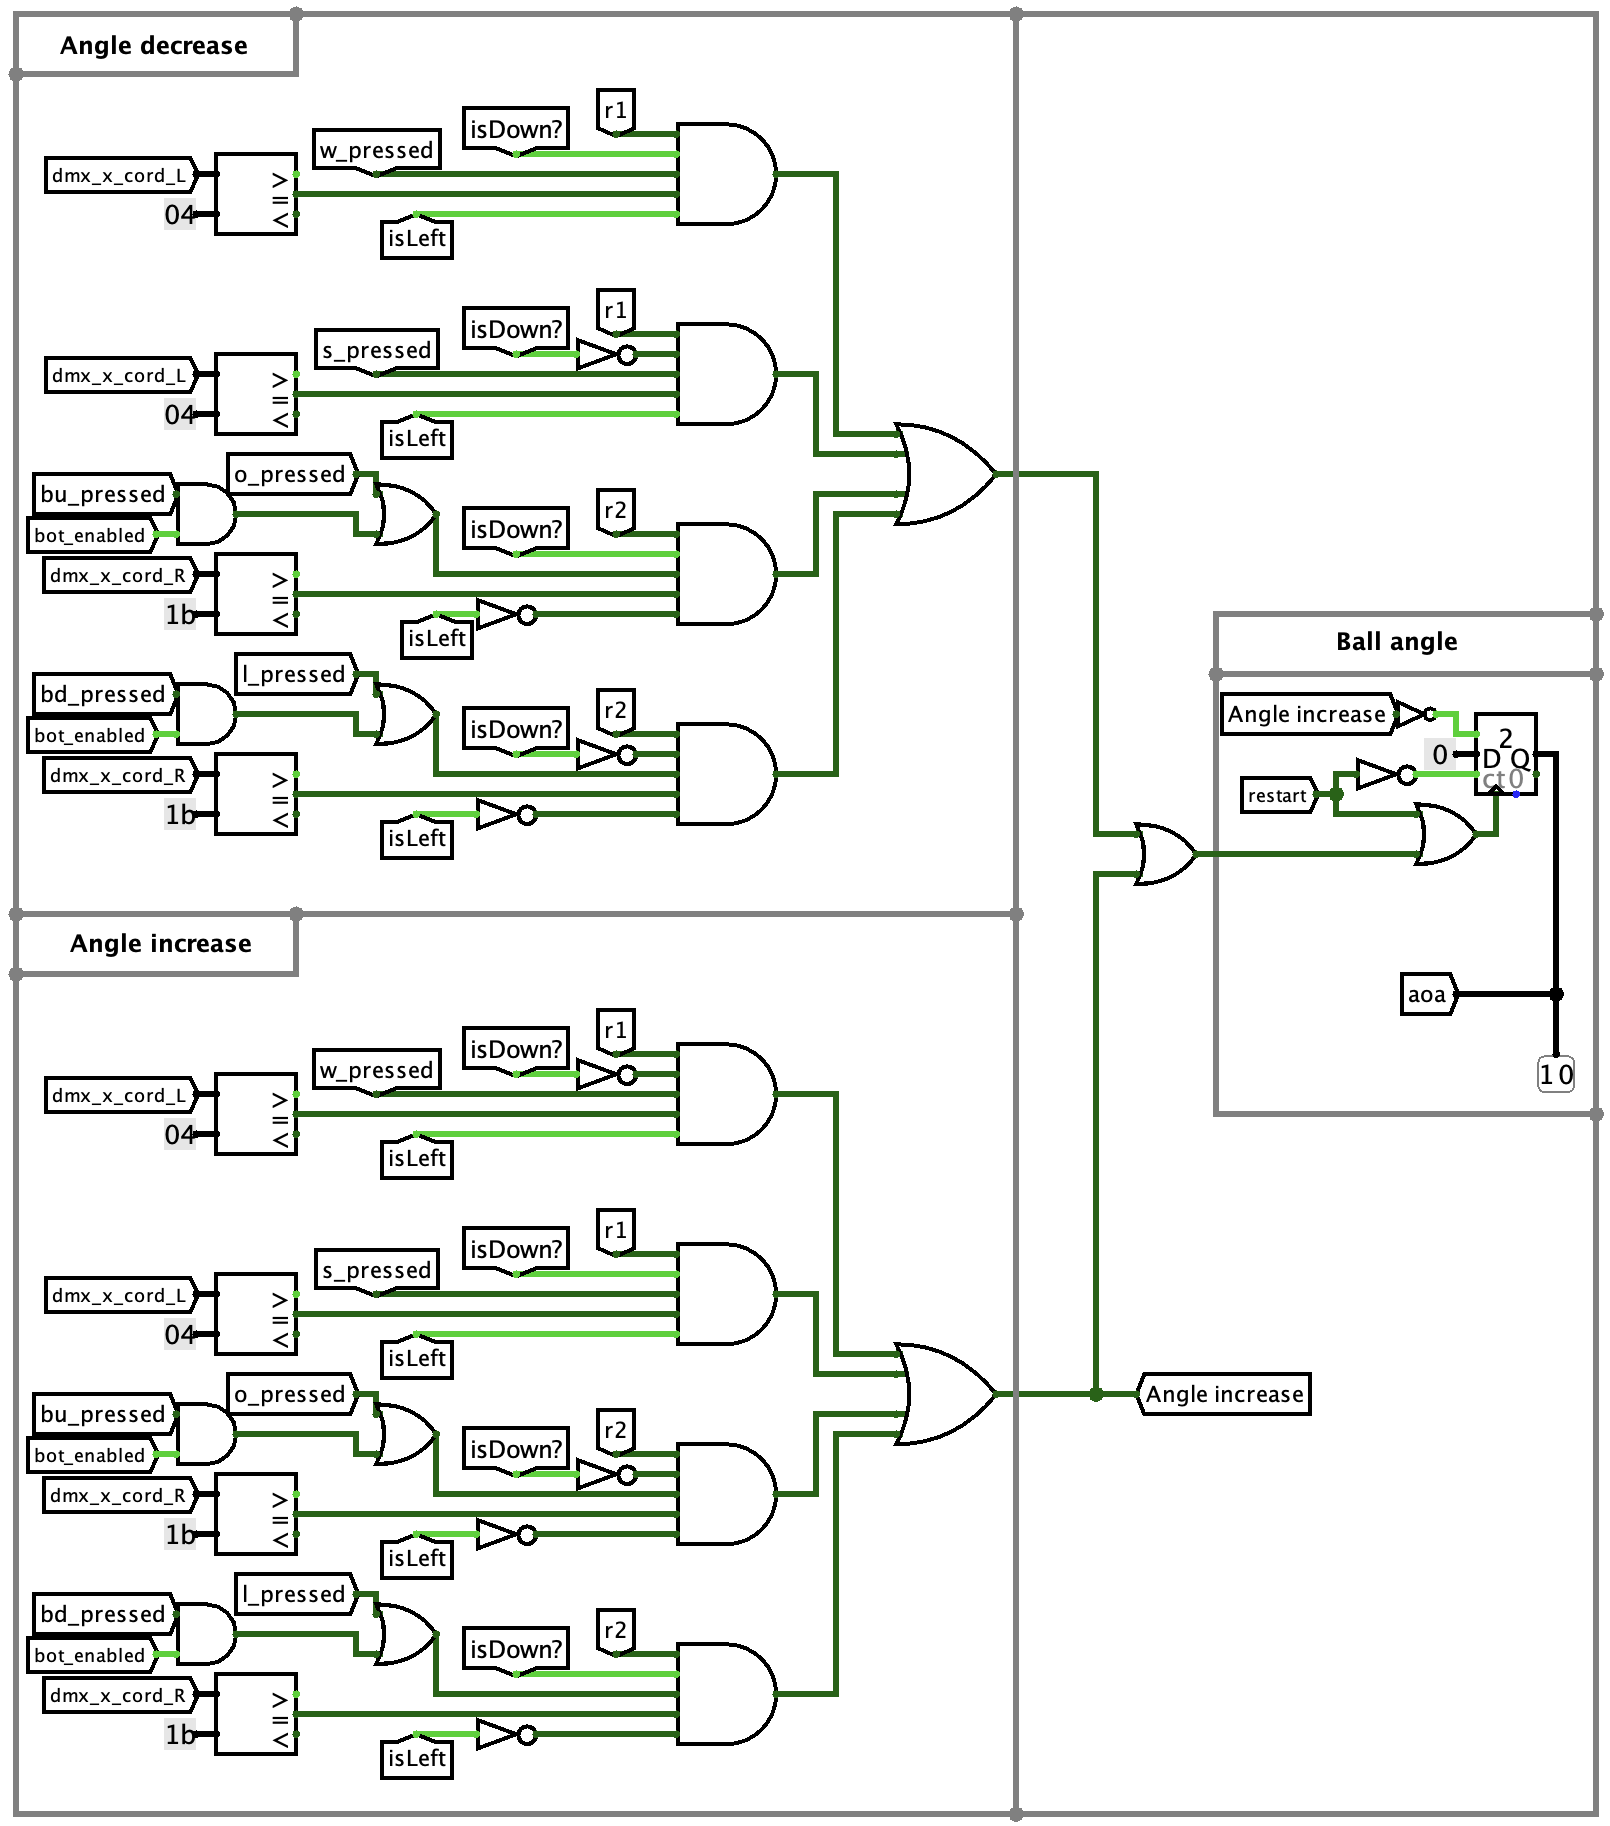 Angle decrease
r1
isDown?
w_pressed
dmx_x_cord_L
>
=
<
04
isLeft
r1
isDown?
s_pressed
dmx_x_cord_L
>
=
<
04
isLeft
o_pressed
bu_pressed
r2
isDown?
bot_enabled
dmx_x_cord_R
>
=
<
1b
isLeft
l_pressed
bd_pressed
r2
isDown?
bot_enabled
dmx_x_cord_R
>
=
<
1b
isLeft
Ball angle
Angle increase
2
0
D Q
ct0
restart
aoa
10
Angle increase
r1
isDown?
w_pressed
dmx_x_cord_L
>
=
<
04
isLeft
r1
isDown?
s_pressed
dmx_x_cord_L
>
=
<
04
isLeft
o_pressed
bu_pressed
r2
isDown?
bot_enabled
dmx_x_cord_R
>
=
<
1b
isLeft
l_pressed
bd_pressed
r2
isDown?
bot_enabled
dmx_x_cord_R
>
=
<
1b
isLeft
Angle increase